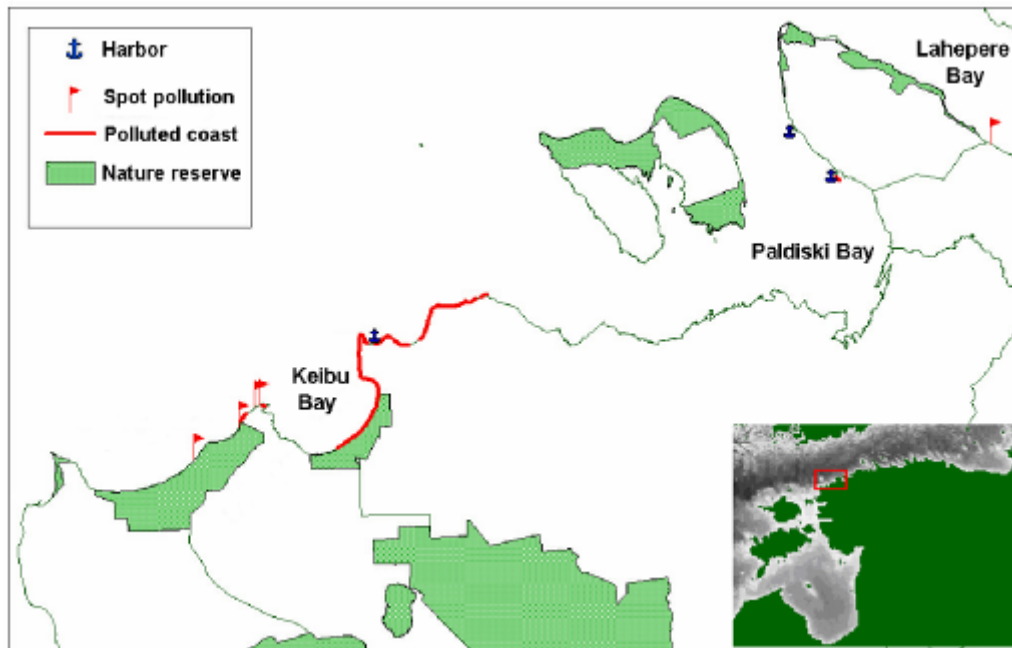 Harbor
Spot pollution
Polluted coast
Nature reserve
Lahepere
Bay
Paldiski Bay
Keibu
Bay